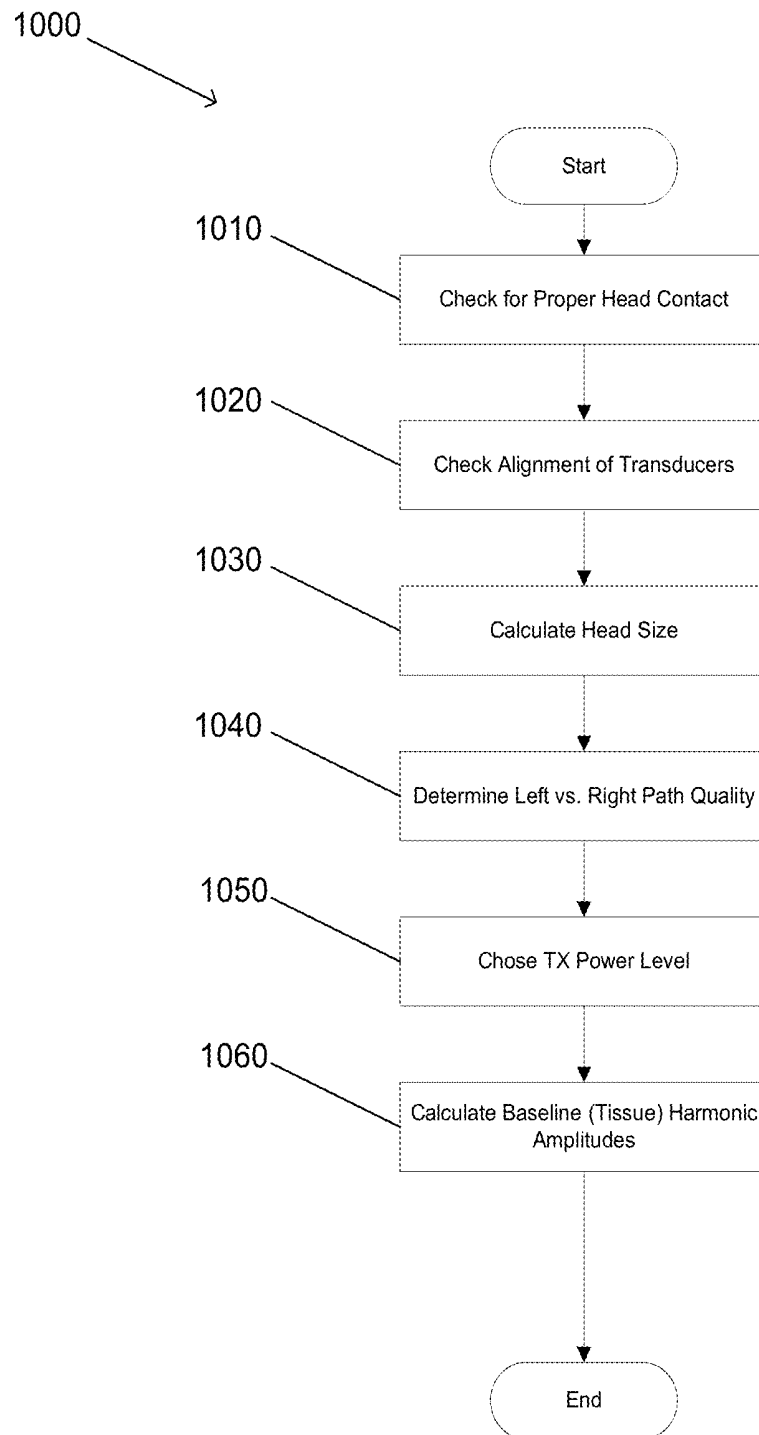 1000
Start
1010
Check for Proper Head Contact
1020
Check Alignment of Transducers
1030
Calculate Head Size
1040
Determine Left vs. Right Path Quality
1050
Chose TX Power Level
1060
Calculate Baseline (Tissue) Harmonic
Amplitudes
End